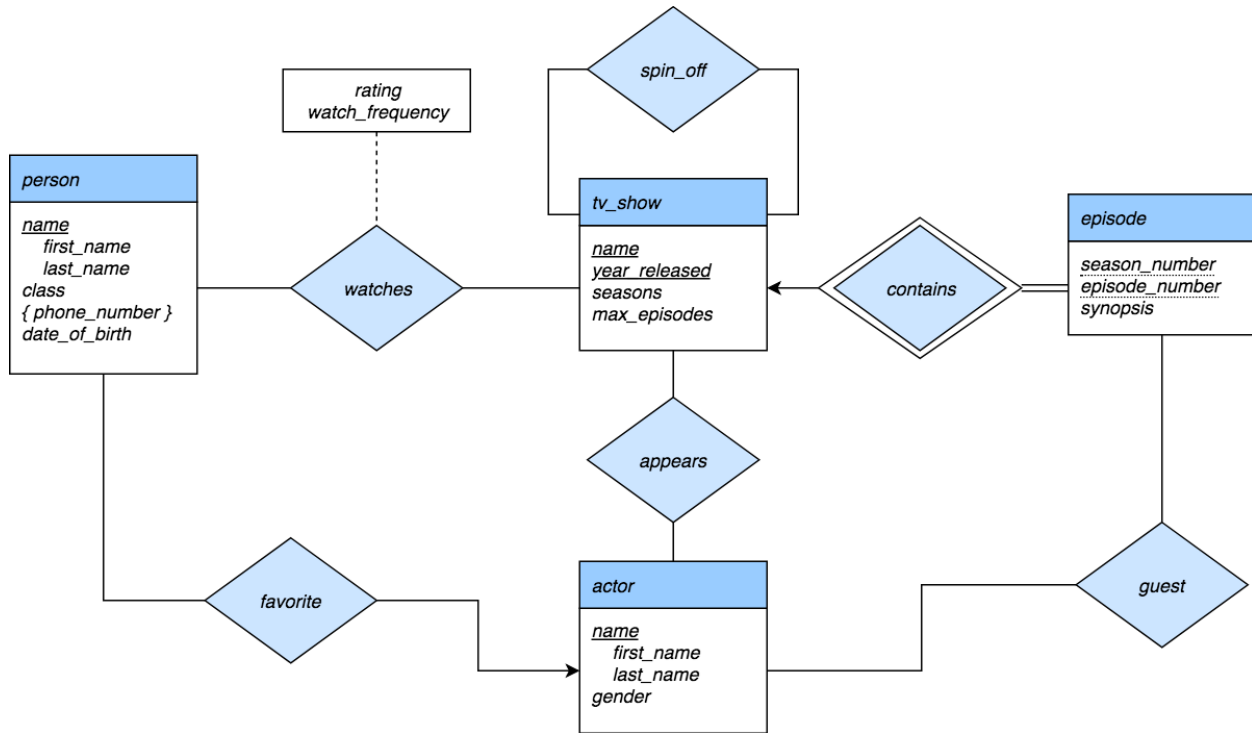 spin_off
rating
watch_frequency
person
name
first_name
last_name
class
{ phone_number }
date_of_birth
watches
tv_show
name
year_released
seasons
max_episodes
contains
episode
season_number
episode_number
synopsis
appears
favorite
actor
name
first_name
last_name
gender
guest